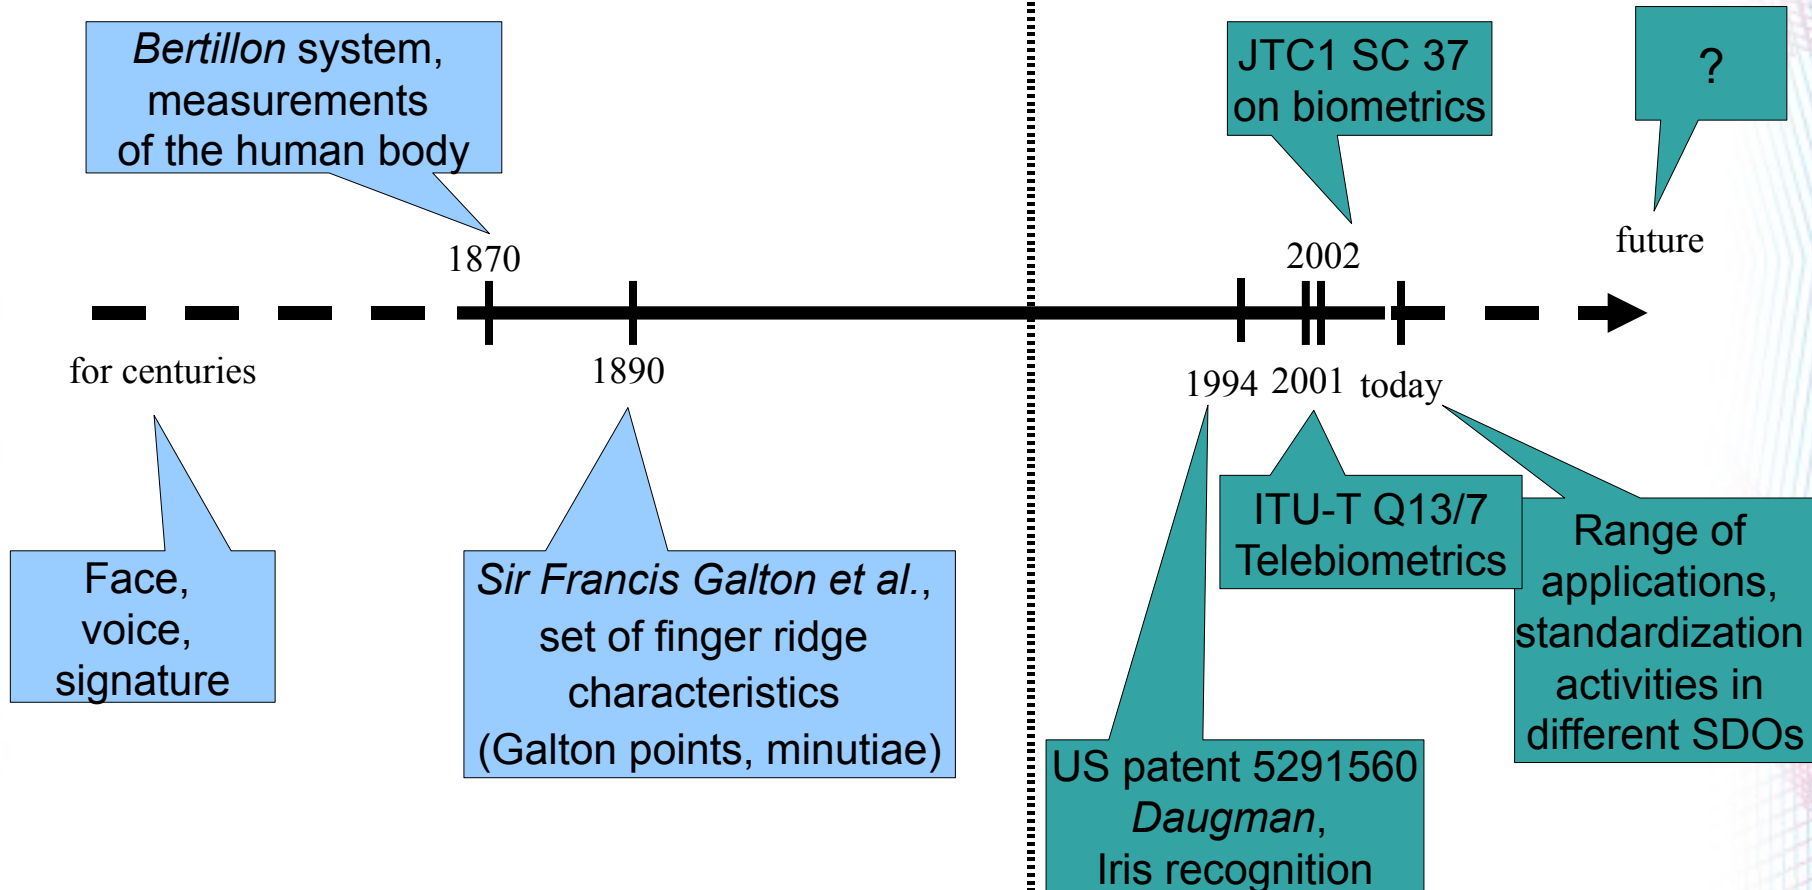 Bertillon system,
measurements
of the human body
JTC1 SC 37
on biometrics
?
1870
2002
future
for centuries
1890
1994
2001
today
Face,
voice,
signature
Sir Francis Galton et al.,
set of finger ridge
characteristics
(Galton points, minutiae)
US patent 5291560
Daugman,
Iris recognition
ITU-T Q13/7
Telebiometrics
Range of
applications,
standardization
activities in
different SDOs